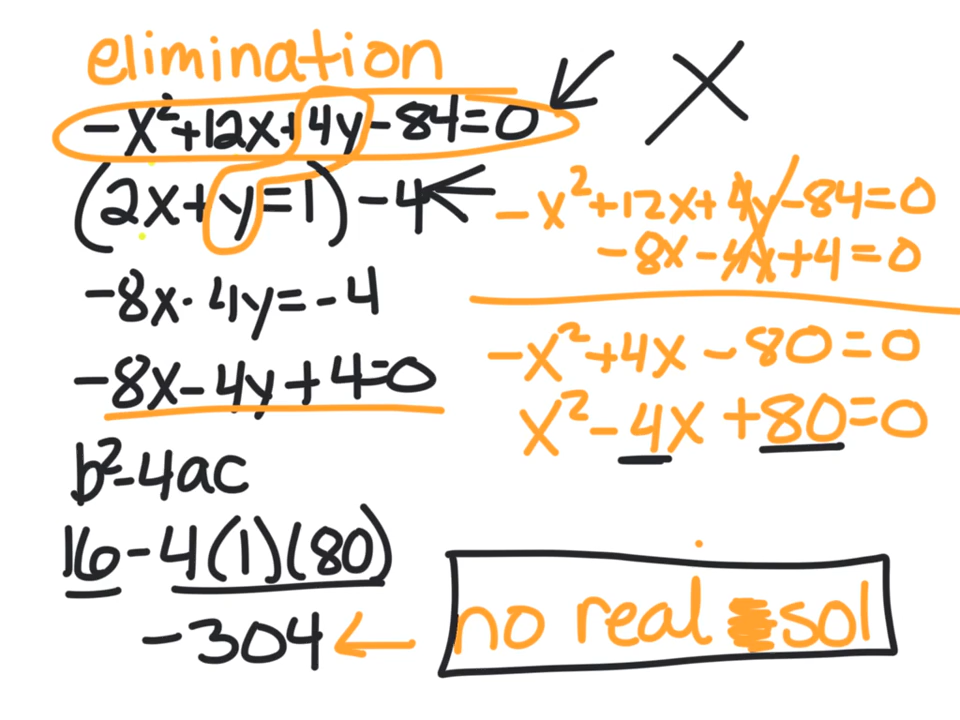 elimination
-x²+12x+4y-84=0
(2x+y=1)-4
-8x-4y=-4
-8x-4y+4=0
b²-4ac
16-4(1)(80)
-304
-x²+12x+4y-84=0
-8x-4y+4=0
-x²+4x-80=0
x²-4x+80=0
no real sol